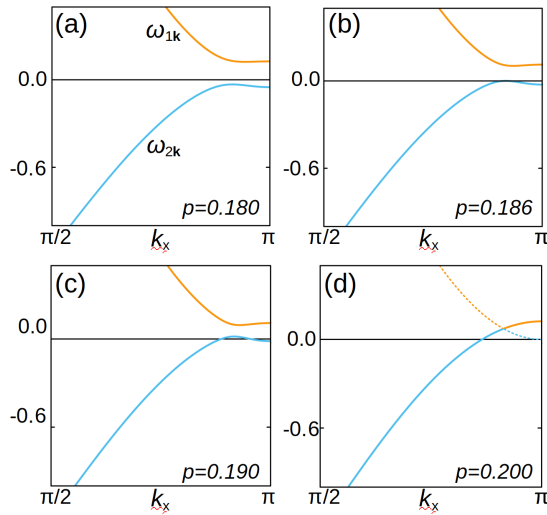 (a)
ω1k
0.0
ω2k
-0.6
p=0.180
π/2
kx
π
(b)
0.0
-0.6
p=0.186
π/2
kx
π
(c)
0.0
-0.6
p=0.190
π/2
kx
π
(d)
0.0
-0.6
p=0.200
π/2
kx
π